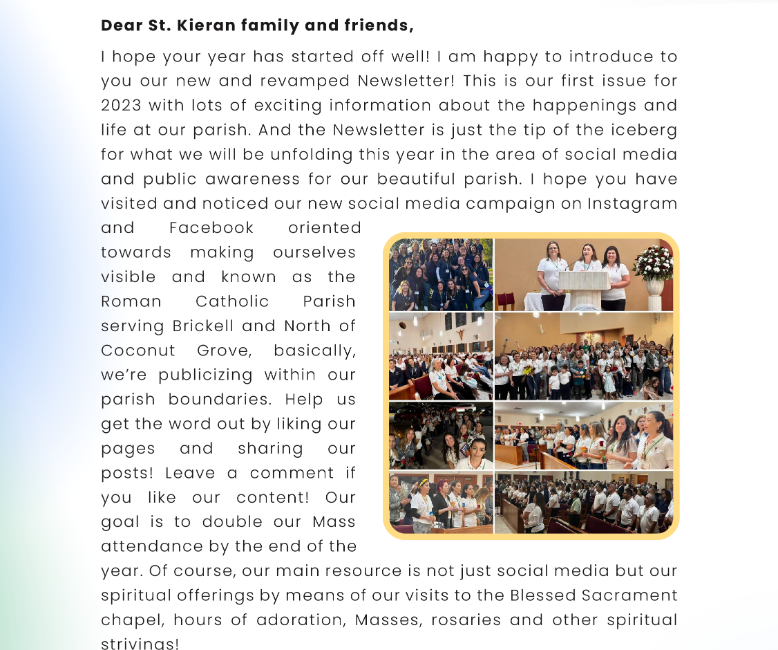 Dear St. Kieran family and friends,
I hope your year has started off well! I am happy to introduce to
you our new and revamped Newsletter! This is our first issue for
2023 with lots of exciting information about the happenings and
life at our parish. And the Newsletter is just the tip of the iceberg
for what we will be unfolding this year in the area of social media
and public awareness for our beautiful parish. I hope you have
visited and noticed our new social media campaign on Instagram
and Facebook oriented
towards making ourselves
visible and known as the
Roman Catholic Parish
serving Brickell and North of
Coconut Grove, basically,
we're publicizing within our
parish boundaries. Help us
get the word out by liking our
pages and sharing our
posts! Leave a comment if
you like our content! Our
goal is to double our Mass
attendance by the end of the
year. Of course, our main resource is not just social media but our
spiritual offerings by means of our visits to the Blessed Sacrament
chapel, hours of adoration, Masses, rosaries and other spiritual
strivings!